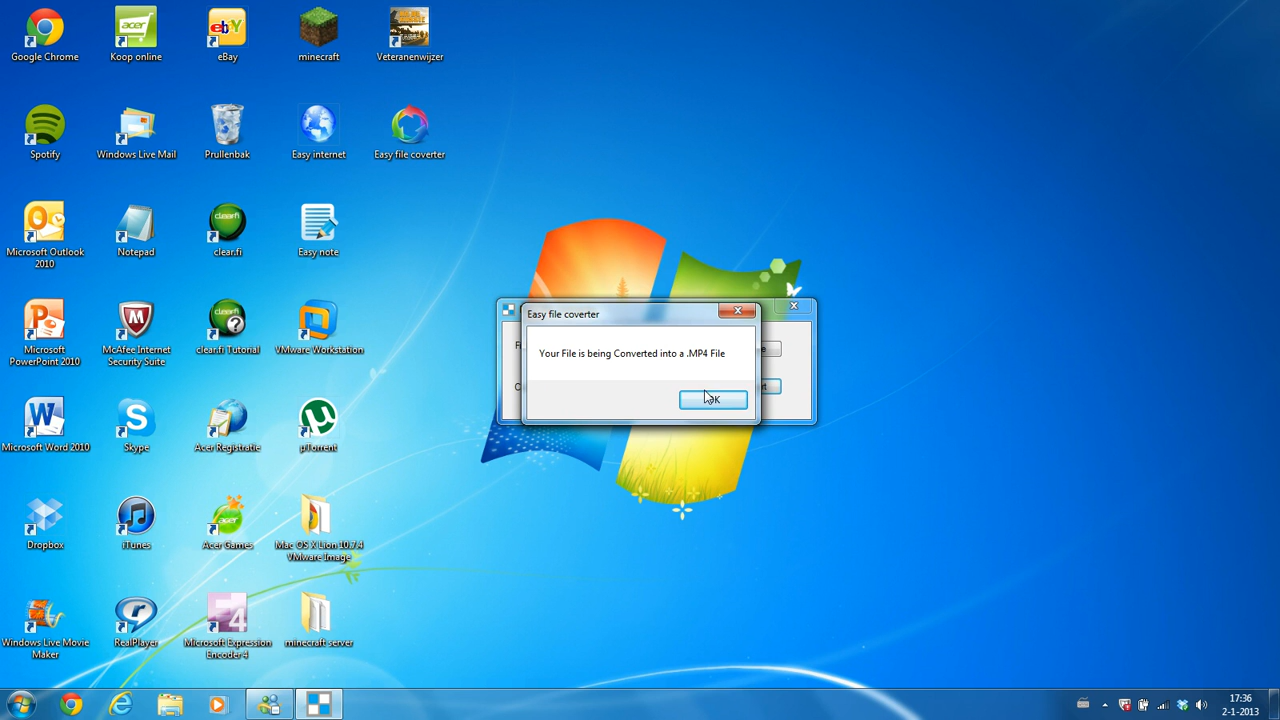 Google Chrome
Koop online
eBay
minecraft
Veteranenwijzer
Spotify
Windows Live Mail
Prullenbak
Easy internet
Easy file coverter
Microsoft Outlook 2010
Notepad
clear.fi
Easy note
Microsoft PowerPoint 2010
McAfee Internet Security Suite
clear.fi Tutorial
VMware Workstation
Microsoft Word 2010
Skype
Acer Registratie
µTorrent
Dropbox
iTunes
Acer Games
Mac OS X Lion 10.7.4 VMware Image
Windows Live Movie Maker
RealPlayer
Microsoft Expression Encoder 4
minecraft server
Easy file coverter
Your File is being Converted into a .MP4 File
OK
17:36
2-1-2013